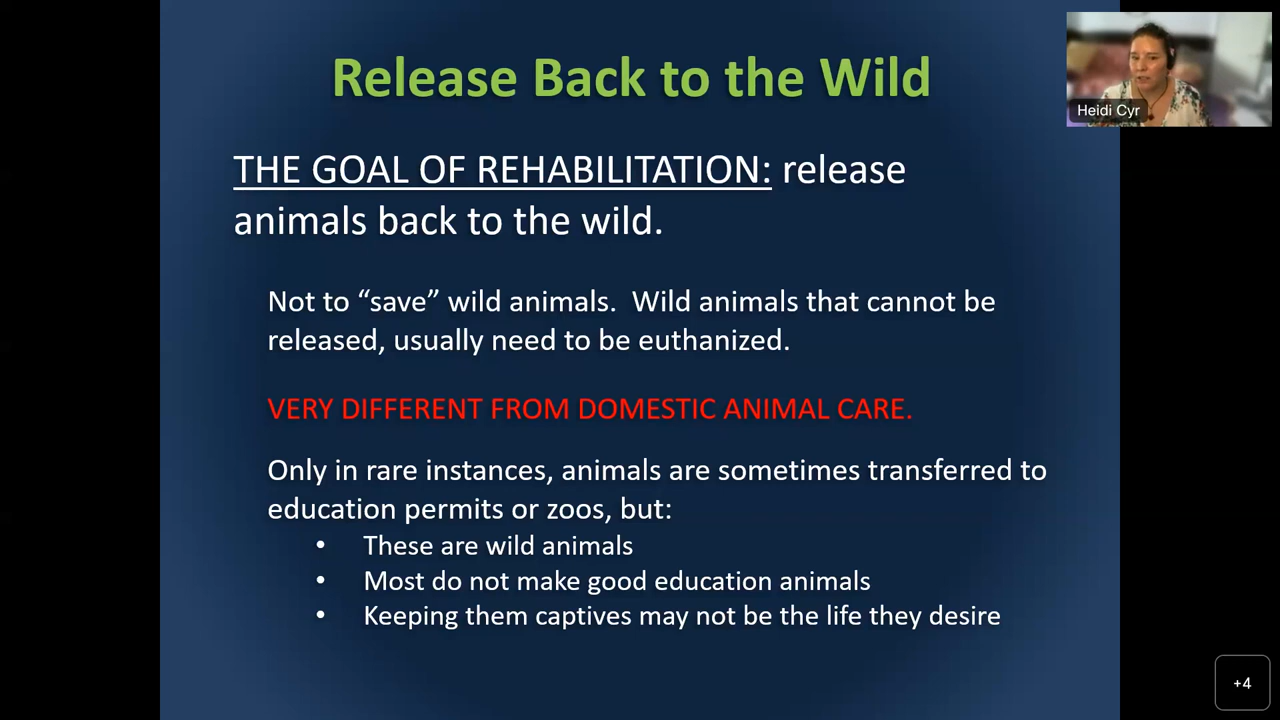 Release Back to the Wild
Heidi Cyr
THE GOAL OF REHABILITATION: release
animals back to the wild.
Not to “save” wild animals.  Wild animals that cannot be
released, usually need to be euthanized.
VERY DIFFERENT FROM DOMESTIC ANIMAL CARE.
Only in rare instances, animals are sometimes transferred to
education permits or zoos, but:
• These are wild animals
• Most do not make good education animals
• Keeping them captives may not be the life they desire
+4